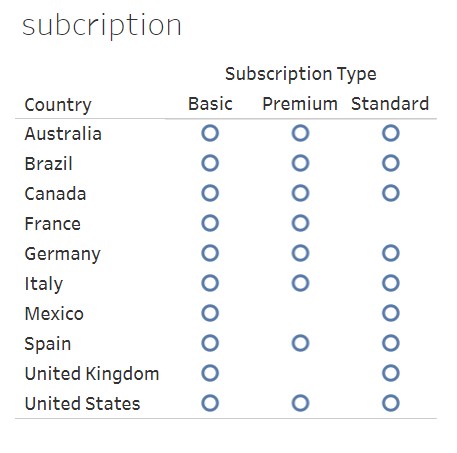 subcription
Subscription Type
Country Basic Premium Standard
Australia
Brazil
Canada
France
Germany
Italy
Mexico
Spain
United Kingdom
United States